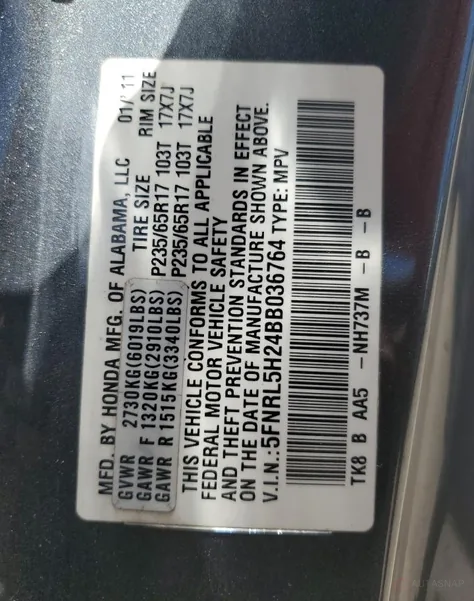 MFD. BY HONDA MFG. OF ALABAMA, LLC 01/11
GVWR 2730KG(6019LBS) TIRE SIZE RIM SIZE
GAWR F 1320KG(2910LBS) P235/65R17 103T 17X7J
GAWR R 1515KG(3340LBS) P235/65R17 103T 17X7J
THIS VEHICLE CONFORMS TO ALL APPLICABLE
FEDERAL MOTOR VEHICLE SAFETY
AND THEFT PREVENTION STANDARDS IN EFFECT
ON THE DATE OF MANUFACTURE SHOWN ABOVE.
V.I.N.:5FNRL5H24BB036764 TYPE: MPV
TK8 B AA5 -NH737M -B -B
AUTASNAP